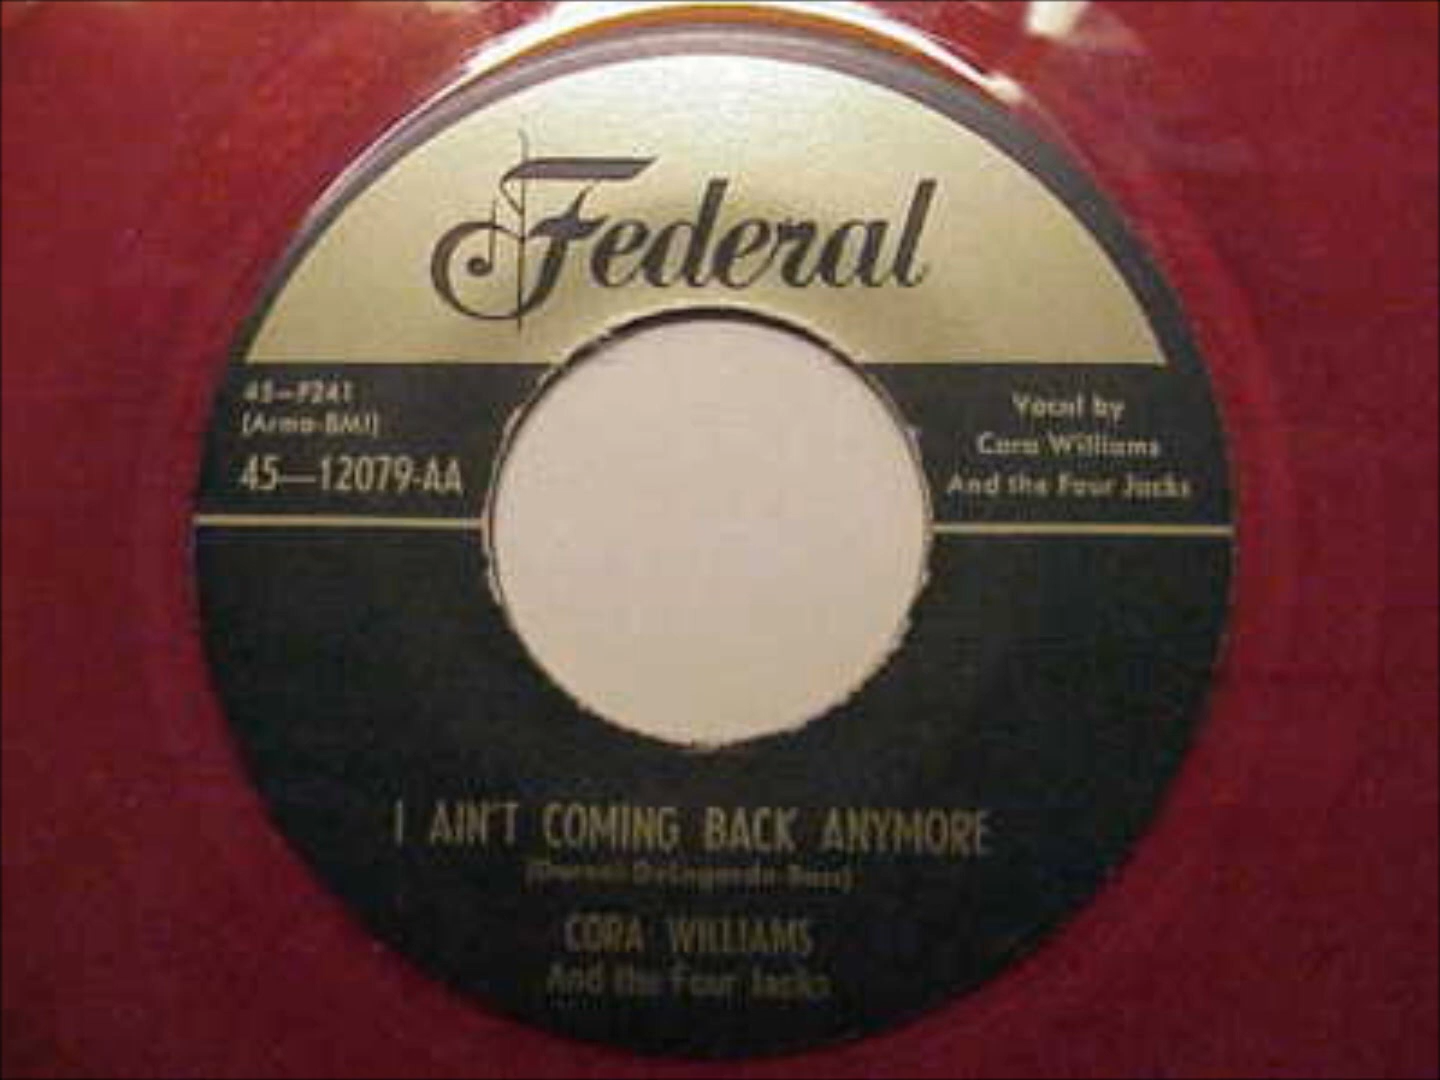 Federal
45-F241
(Armo-BMI)
45—12079-AA
Vocal by
Cora Williams
And the Four Jacks
I AIN'T COMING BACK ANYMORE
CORA WILLIAMS
And the Four Jacks